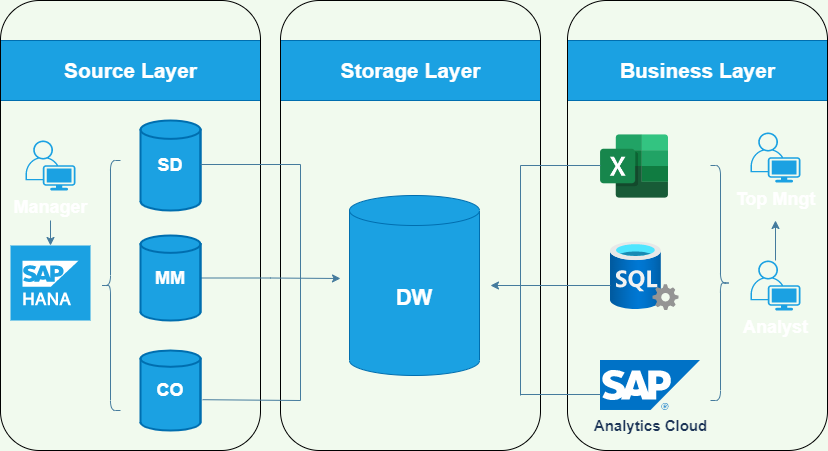 Source Layer
Storage Layer
Business Layer
SD
Manager
SAP
HANA
MM
CO
DW
X
Top Mngt
SQL
Analyst
SAP
®
Analytics Cloud